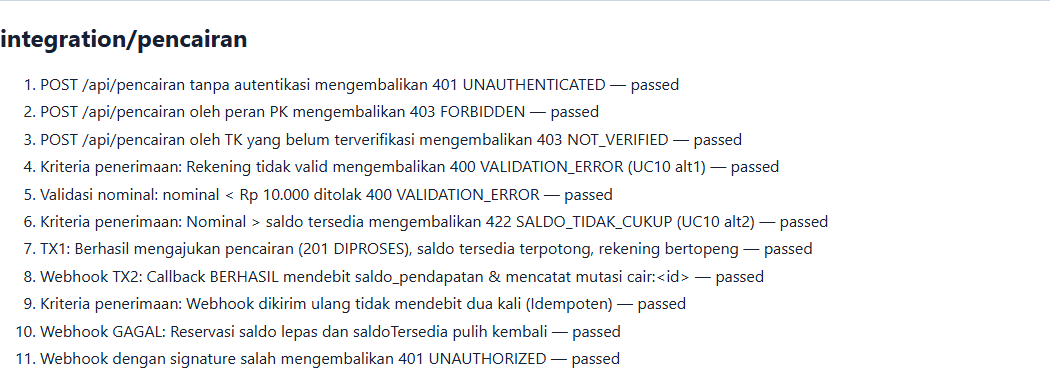 integration/pencairan
1. POST /api/pencairan tanpa autentikasi mengembalikan 401 UNAUTHENTICATED — passed
2. POST /api/pencairan oleh peran PK mengembalikan 403 FORBIDDEN — passed
3. POST /api/pencairan oleh TK yang belum terverifikasi mengembalikan 403 NOT_VERIFIED — passed
4. Kriteria penerimaan: Rekening tidak valid mengembalikan 400 VALIDATION_ERROR (UC10 alt1) — passed
5. Validasi nominal: nominal < Rp 10.000 ditolak 400 VALIDATION_ERROR — passed
6. Kriteria penerimaan: Nominal > saldo tersedia mengembalikan 422 SALDO_TIDAK_CUKUP (UC10 alt2) — passed
7. TX1: Berhasil mengajukan pencairan (201 DIPROSES), saldo tersedia terpotong, rekening bertopeng — passed
8. Webhook TX2: Callback BERHASIL mendebit saldo_pendapatan & mencatat mutasi cair:<id> — passed
9. Kriteria penerimaan: Webhook dikirim ulang tidak mendebit dua kali (Idempoten) — passed
10. Webhook GAGAL: Reservasi saldo lepas dan saldoTersedia pulih kembali — passed
11. Webhook dengan signature salah mengembalikan 401 UNAUTHORIZED — passed